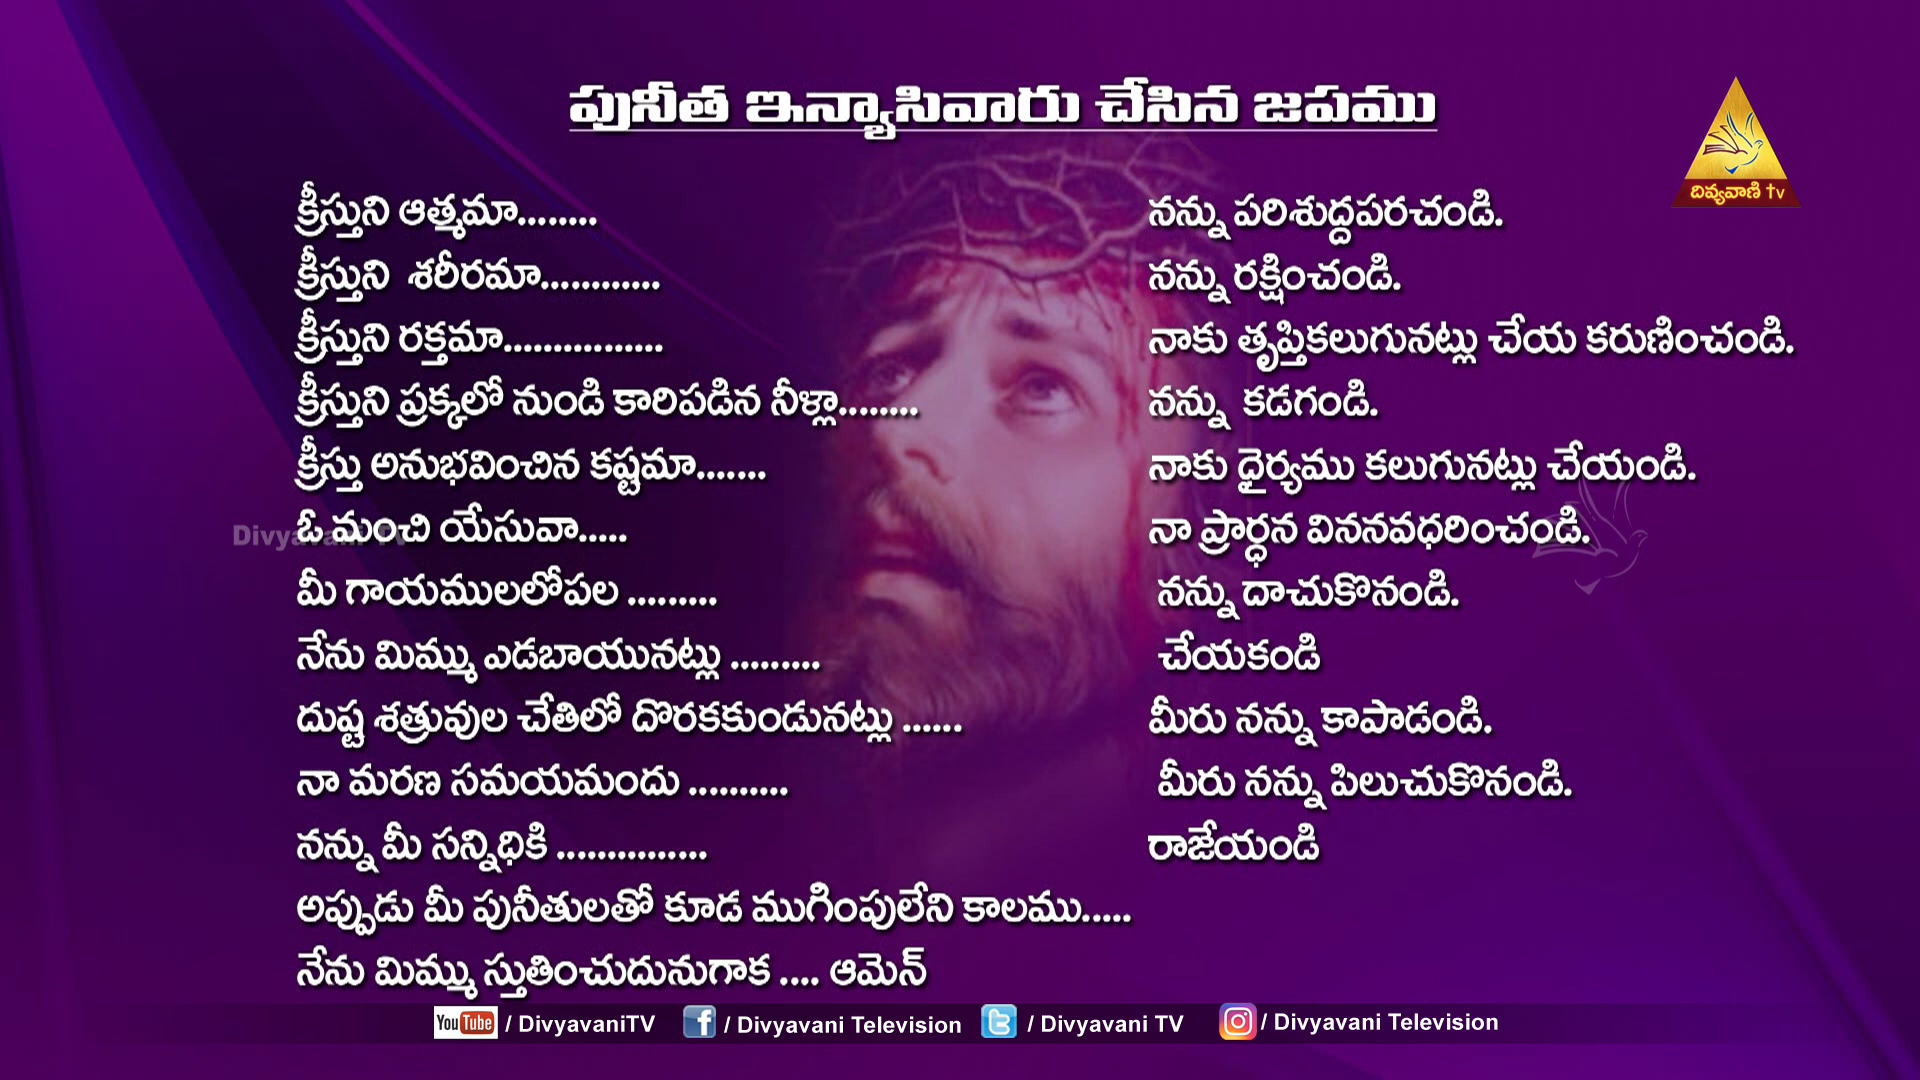 పునీత ఇన్యాసివారు చేసిన జపము
దివ్యవాణి tv
క్రీస్తుని ఆత్మమా........ నన్ను పరిశుద్దపరచండి.
క్రీస్తుని శరీరమా............ నన్ను రక్షించండి.
క్రీస్తుని రక్తమా................ నాకు తృప్తికలుగునట్లు చేయ కరుణించండి.
క్రీస్తుని ప్రక్కలో నుండి కారిపడిన నీళ్లా........ నన్ను కడగండి.
క్రీస్తు అనుభవించిన కష్టమా....... నాకు ధైర్యము కలుగునట్లు చేయండి.
ఓ మంచి యేసువా..... నా ప్రార్ధన విననవధరించండి.
Divyavani TV
మీ గాయములలోపల ......... నన్ను దాచుకొనండి.
నేను మిమ్ము ఎడబాయునట్లు ......... చేయకండి
దుష్ట శత్రువుల చేతిలో దొరకకుండునట్లు ...... మీరు నన్ను కాపాడండి.
నా మరణ సమయమందు .......... మీరు నన్ను పిలుచుకొనండి.
నన్ను మీ సన్నిధికి ............... రాజేయండి
అప్పుడు మీ పునీతులతో కూడ ముగింపులేని కాలము.....
నేను మిమ్ము స్తుతించుదునుగాక .... ఆమెన్
YouTube / DivyavaniTV f / Divyavani Television / Divyavani TV / Divyavani Television